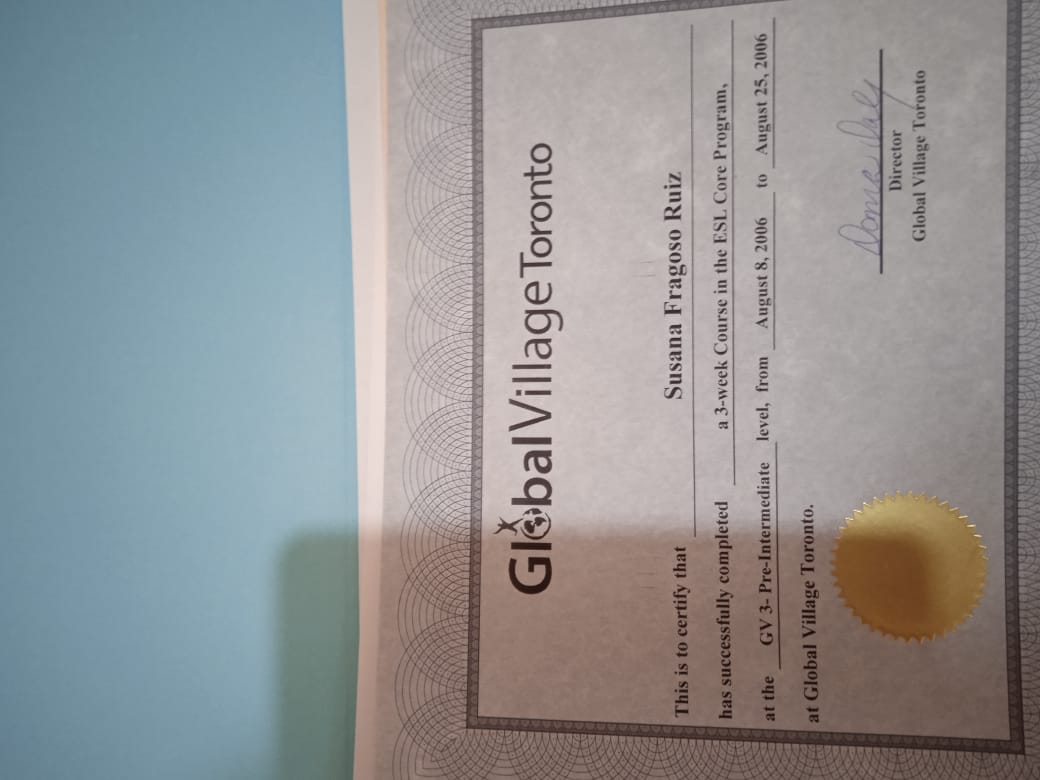 Global Village Toronto
This is to certify that Susana Fragoso Ruiz
has successfully completed a 3-week Course in the ESL Core Program,
at the GV 3- Pre-Intermediate level, from August 8, 2006 to August 25, 2006
at Global Village Toronto.
Director
Global Village Toronto